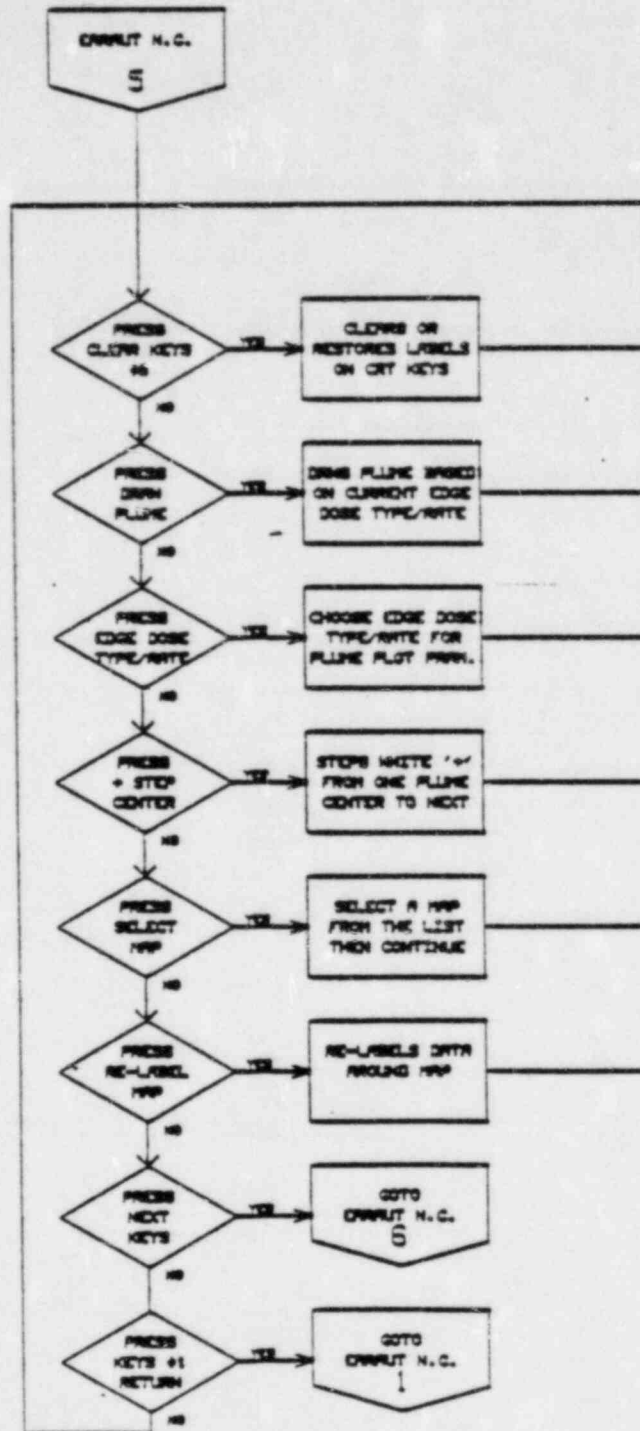 ERRAUT N.C.
5
PRESS
CLEAR KEYS
#6
YES
CLEARS OR
RESTORES LABELS
ON CRT KEYS
NO
PRESS
DRAW
PLUME
YES
DRAWS PLUME BASED
ON CURRENT EDGE
DOSE TYPE/RATE
NO
PRESS
EDGE DOSE
TYPE/RATE
YES
CHOOSE EDGE DOSE
TYPE/RATE FOR
PLUME PLOT PARM.
NO
PRESS
+ STEP
CENTER
YES
STEPS WHITE '+'
FROM ONE PLUME
CENTER TO NEXT
NO
PRESS
SELECT
MAP
YES
SELECT A MAP
FROM THE LIST
THEN CONTINUE
NO
PRESS
RE-LABEL
MAP
YES
RE-LABELS DATA
AROUND MAP
NO
PRESS
NEXT
KEYS
YES
GOTO
ERRAUT N.C.
6
NO
PRESS
KEYS #1
RETURN
YES
GOTO
ERRAUT N.C.
1
NO